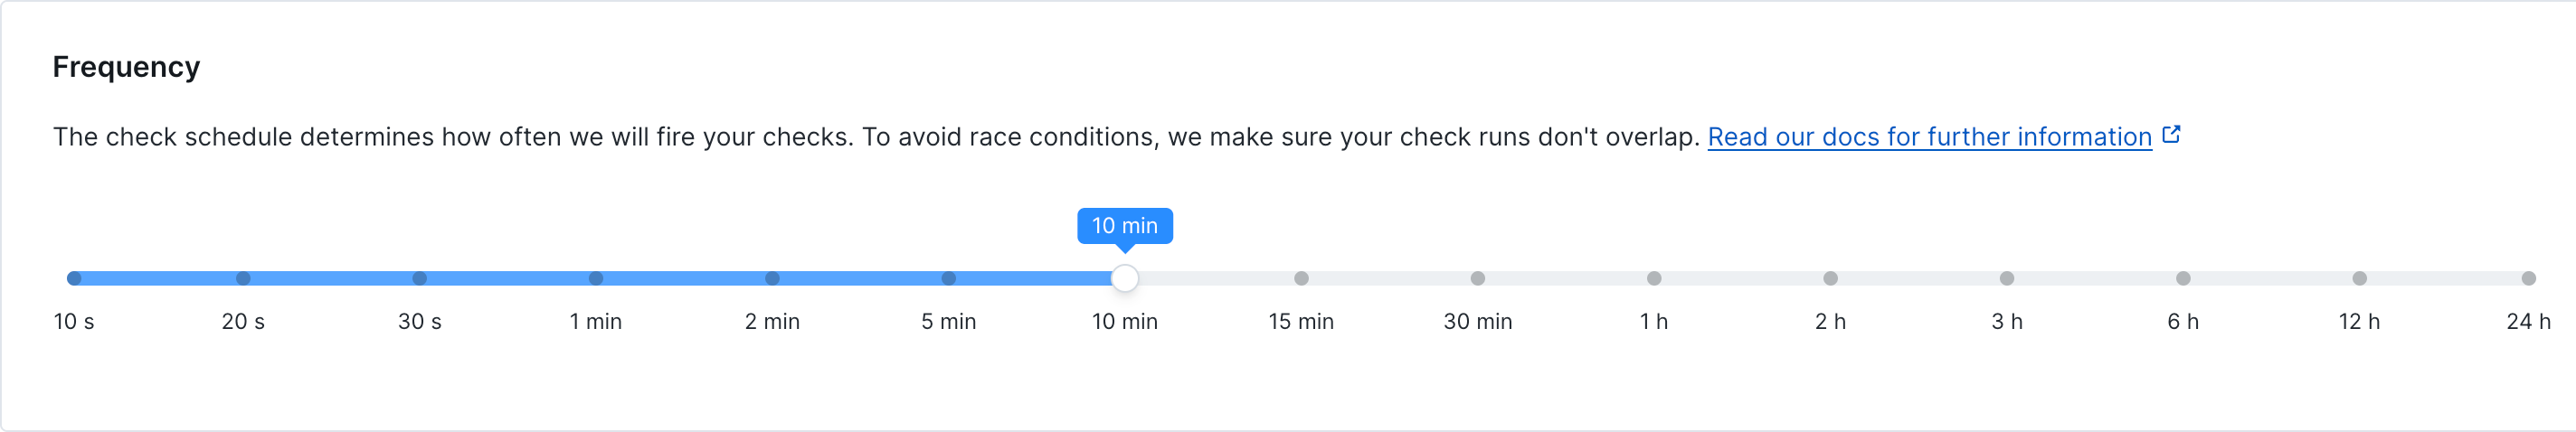 Frequency
The check schedule determines how often we will fire your checks. To avoid race conditions, we make sure your check runs don't overlap. Read our docs for further information
10 min
10 s 20 s 30 s 1 min 2 min 5 min 10 min 15 min 30 min 1 h 2 h 3 h 6 h 12 h 24 h